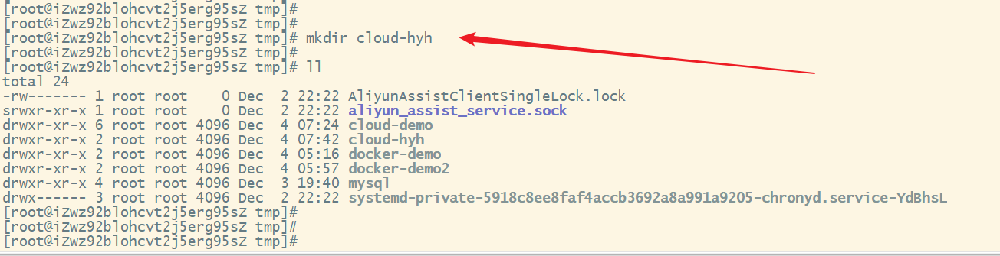 [root@iZwz92blohcvt2j5erg95sZ tmp]#
[root@iZwz92blohcvt2j5erg95sZ tmp]#
[root@iZwz92blohcvt2j5erg95sZ tmp]# mkdir cloud-hyh
[root@iZwz92blohcvt2j5erg95sZ tmp]#
[root@iZwz92blohcvt2j5erg95sZ tmp]# ll
total 24
-rw------- 1 root root    0 Dec  2 22:22 AliyunAssistClientSingleLock.lock
srwxr-xr-x 1 root root    0 Dec  2 22:22 aliyun_assist_service.sock
drwxr-xr-x 6 root root 4096 Dec  4 07:24 cloud-demo
drwxr-xr-x 2 root root 4096 Dec  4 07:42 cloud-hyh
drwxr-xr-x 2 root root 4096 Dec  4 05:16 docker-demo
drwxr-xr-x 2 root root 4096 Dec  4 05:57 docker-demo2
drwxr-xr-x 4 root root 4096 Dec  3 19:40 mysql
drwx------ 3 root root 4096 Dec  2 22:22 systemd-private-5918c8ee8faf4accb3692a8a991a9205-chronyd.service-YdBhsL
[root@iZwz92blohcvt2j5erg95sZ tmp]#
[root@iZwz92blohcvt2j5erg95sZ tmp]#
[root@iZwz92blohcvt2j5erg95sZ tmp]#